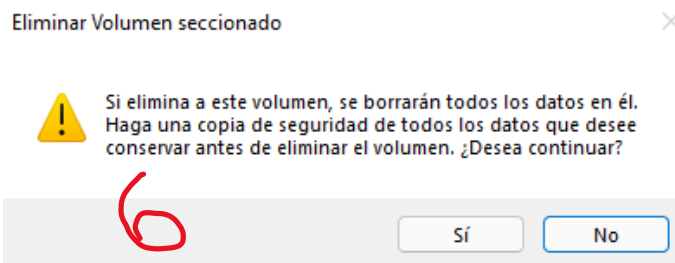 Eliminar Volumen seccionado
Si elimina a este volumen, se borrarán todos los datos en él.
Haga una copia de seguridad de todos los datos que desee
conservar antes de eliminar el volumen. ¿Desea continuar?
6
Sí No